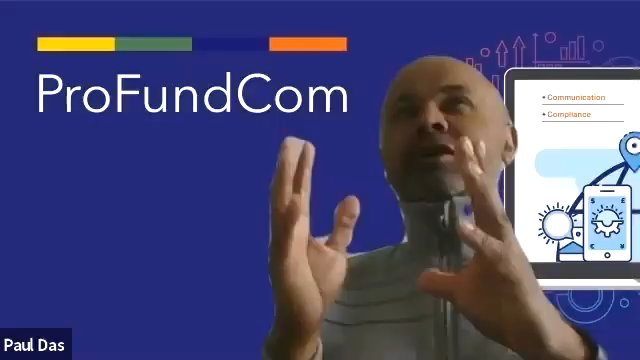 ProFundCom
• Communication
• Compliance
$ £
€ ¥
Paul Das